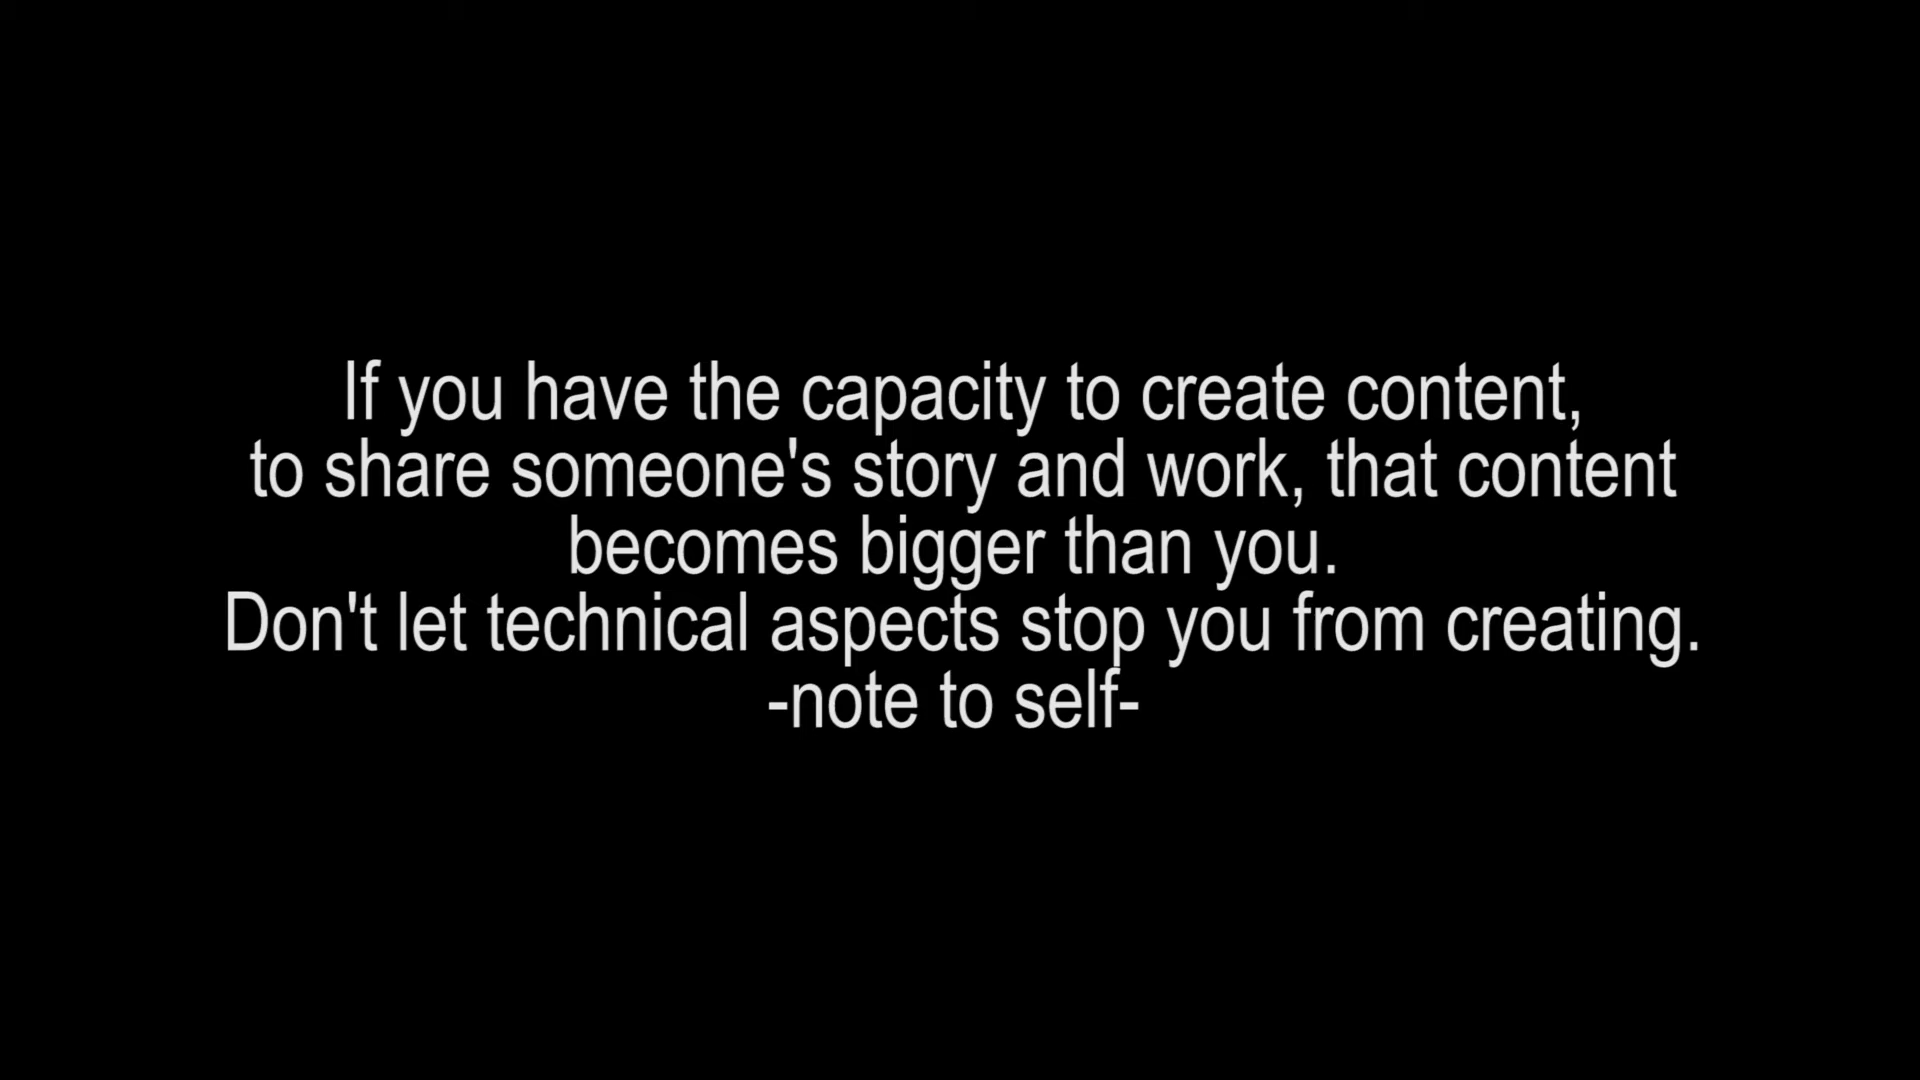 If you have the capacity to create content,
to share someone's story and work, that content
becomes bigger than you.
Don't let technical aspects stop you from creating.
-note to self-